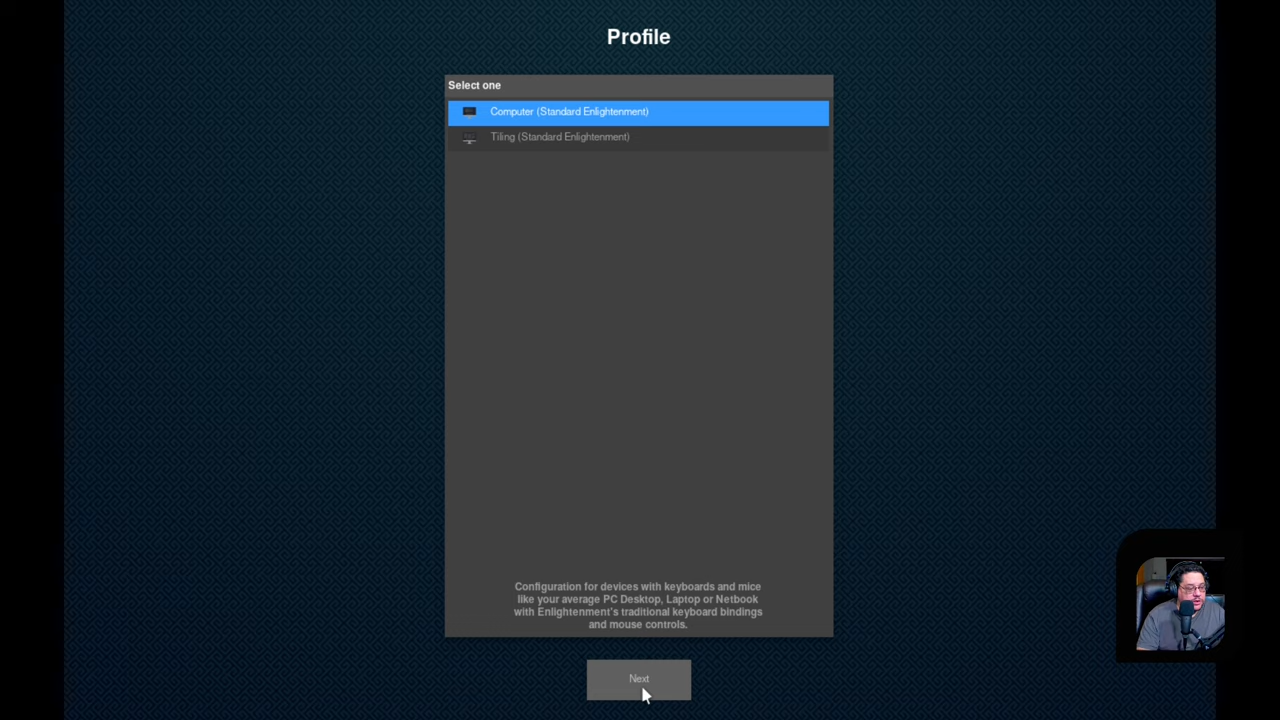 Profile
Select one
Computer (Standard Enlightenment)
Tiling (Standard Enlightenment)
Configuration for devices with keyboards and mice
like your average PC Desktop, Laptop or Netbook
with Enlightenment's traditional keyboard bindings
and mouse controls.
Next